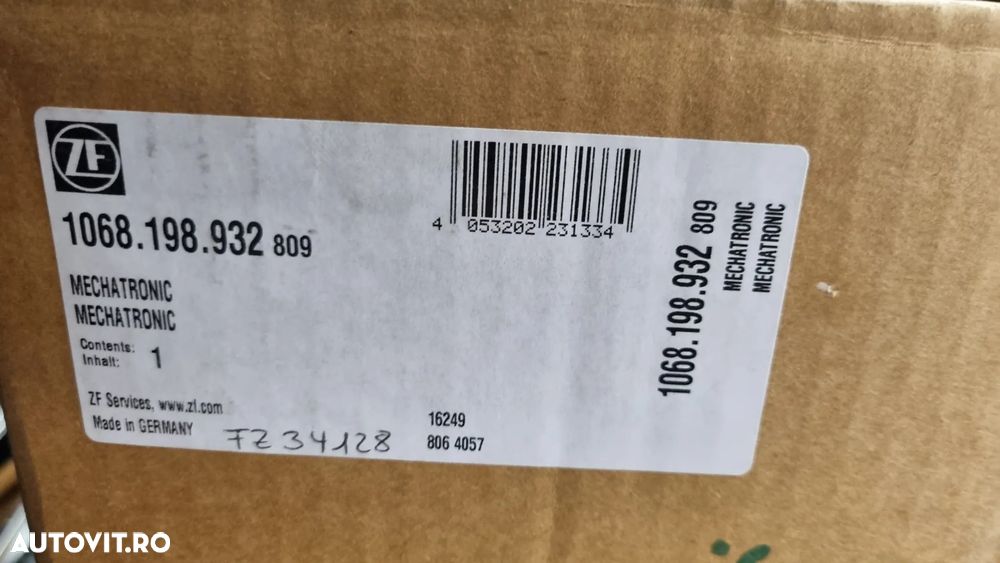 ZF
1068.198.932 809
MECHATRONIC
MECHATRONIC
Contents:
Inhalt: 1
ZF Services, www.zf.com
Made in GERMANY
FZ34128
16249
806 4057
4 053202 231334
1068.198.932 809
MECHATRONIC
MECHATRONIC
AUTOVIT.RO